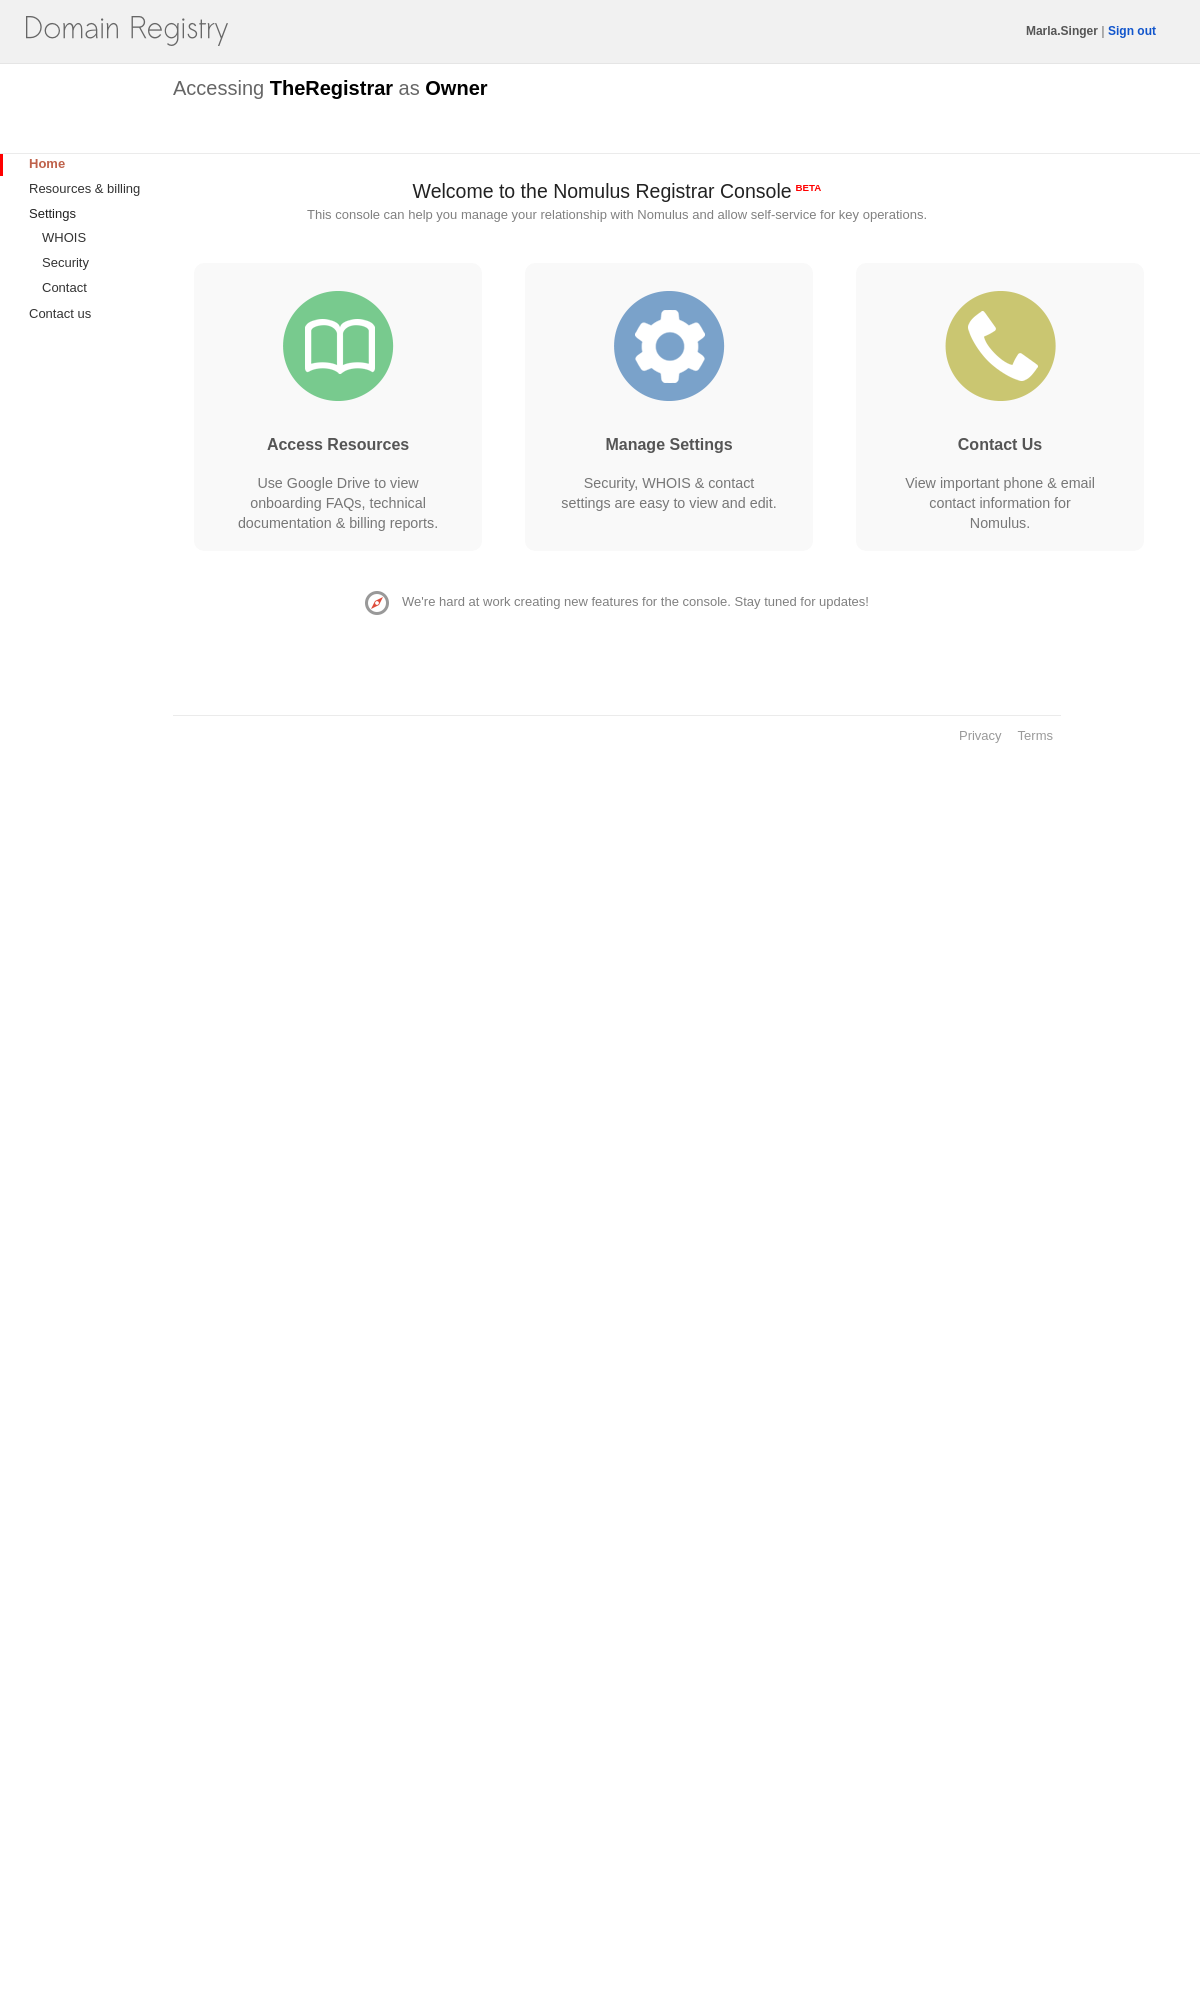 Domain Registry
Marla.Singer | Sign out
Accessing TheRegistrar as Owner
Home
Resources & billing
Settings
WHOIS
Security
Contact
Contact us
Welcome to the Nomulus Registrar Console BETA
This console can help you manage your relationship with Nomulus and allow self-service for key operations.
Access Resources
Use Google Drive to view
onboarding FAQs, technical
documentation & billing reports.
Manage Settings
Security, WHOIS & contact
settings are easy to view and edit.
Contact Us
View important phone & email
contact information for
Nomulus.
We're hard at work creating new features for the console. Stay tuned for updates!
Privacy Terms